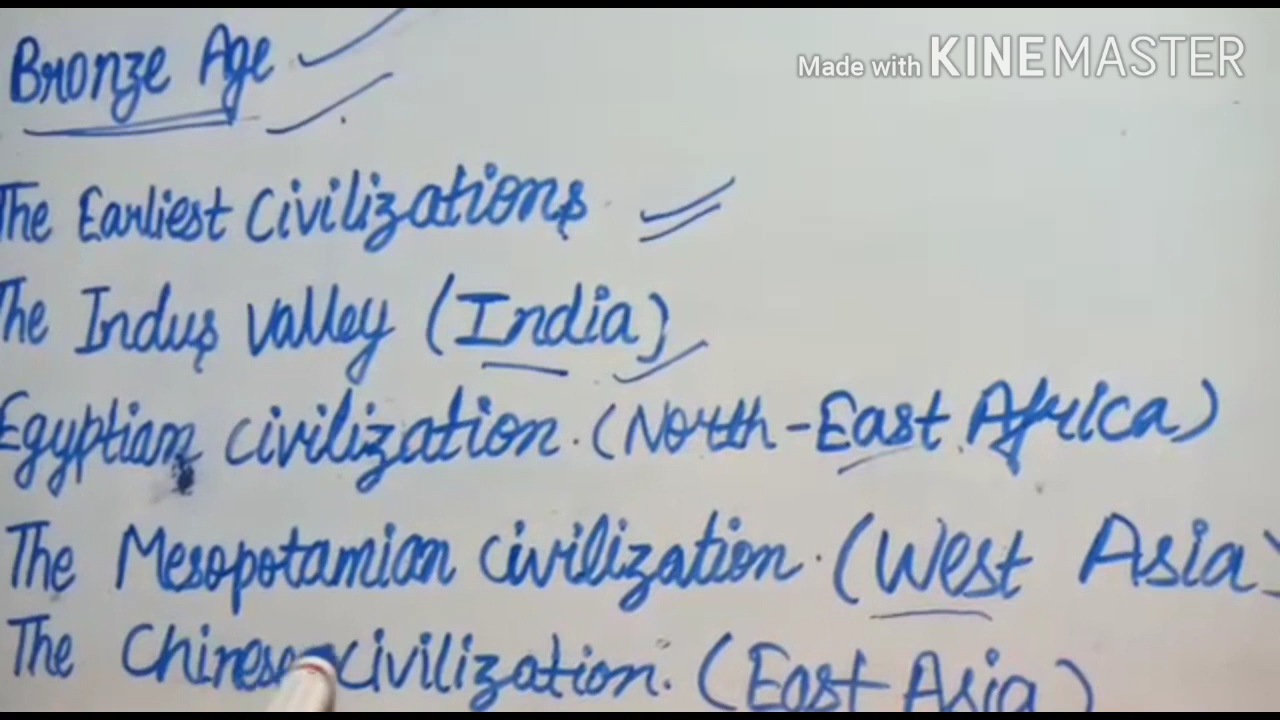 Made with KINEMASTER
Bronze Age
The Earliest Civilizations
The Indus Valley (India)
Egyptian civilization. (North-East Africa)
The Mesopotamian civilization. (West Asia)
The Chinese civilization. (East Asia)